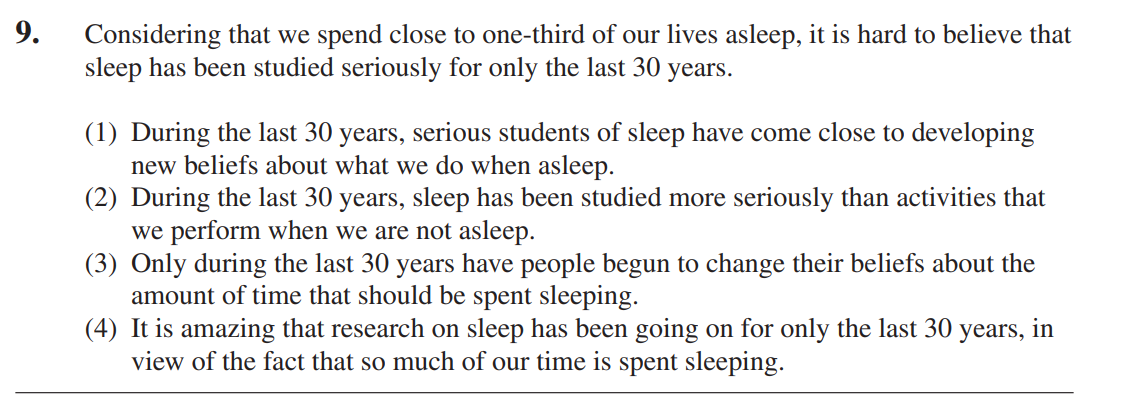 9. Considering that we spend close to one-third of our lives asleep, it is hard to believe that
sleep has been studied seriously for only the last 30 years.
(1) During the last 30 years, serious students of sleep have come close to developing
new beliefs about what we do when asleep.
(2) During the last 30 years, sleep has been studied more seriously than activities that
we perform when we are not asleep.
(3) Only during the last 30 years have people begun to change their beliefs about the
amount of time that should be spent sleeping.
(4) It is amazing that research on sleep has been going on for only the last 30 years, in
view of the fact that so much of our time is spent sleeping.